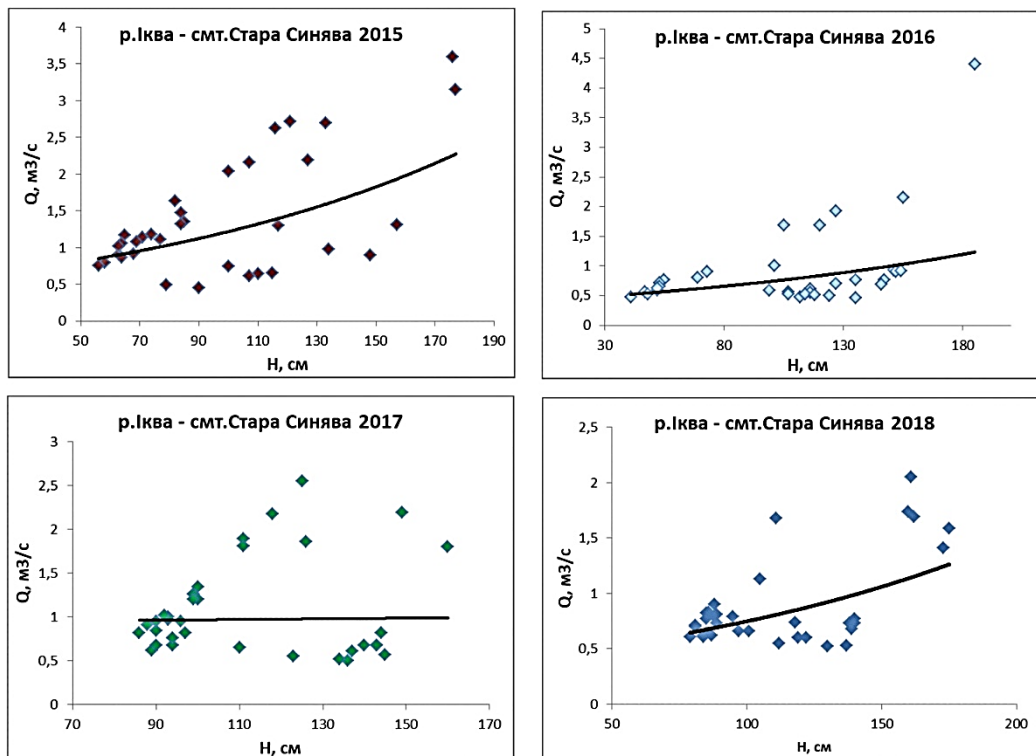 р.Іква - смт.Стара Синява 2015
Q, м3/с
4
3,5
3
2,5
2
1,5
1
0,5
0
50 70 90 110 130 150 170 190
Н, см
р.Іква - смт.Стара Синява 2016
Q, м3/с
5
4,5
4
3,5
3
2,5
2
1,5
1
0,5
0
30 80 130 180
Н, см
р.Іква - смт.Стара Синява 2017
Q, м3/с
3
2,5
2
1,5
1
0,5
0
70 90 110 130 150 170
Н, см
р.Іква - смт.Стара Синява 2018
Q, м3/с
2,5
2
1,5
1
0,5
0
50 100 150 200
Н, см